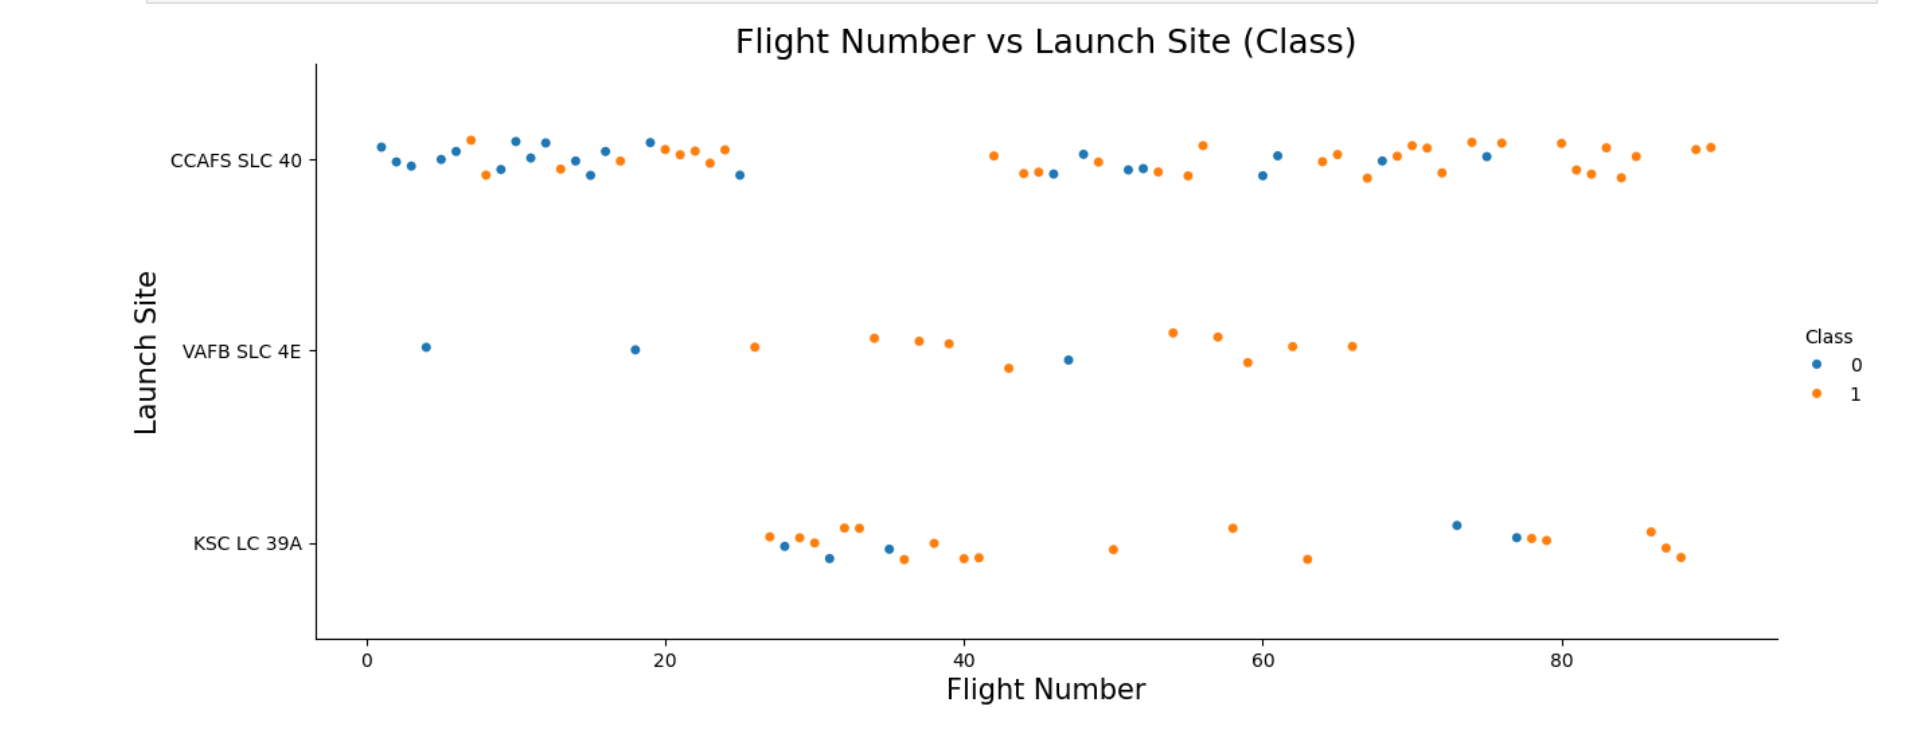 Flight Number vs Launch Site (Class)
CCAFS SLC 40
VAFB SLC 4E
KSC LC 39A
Launch Site
0 20 40 60 80
Flight Number
Class
0
1